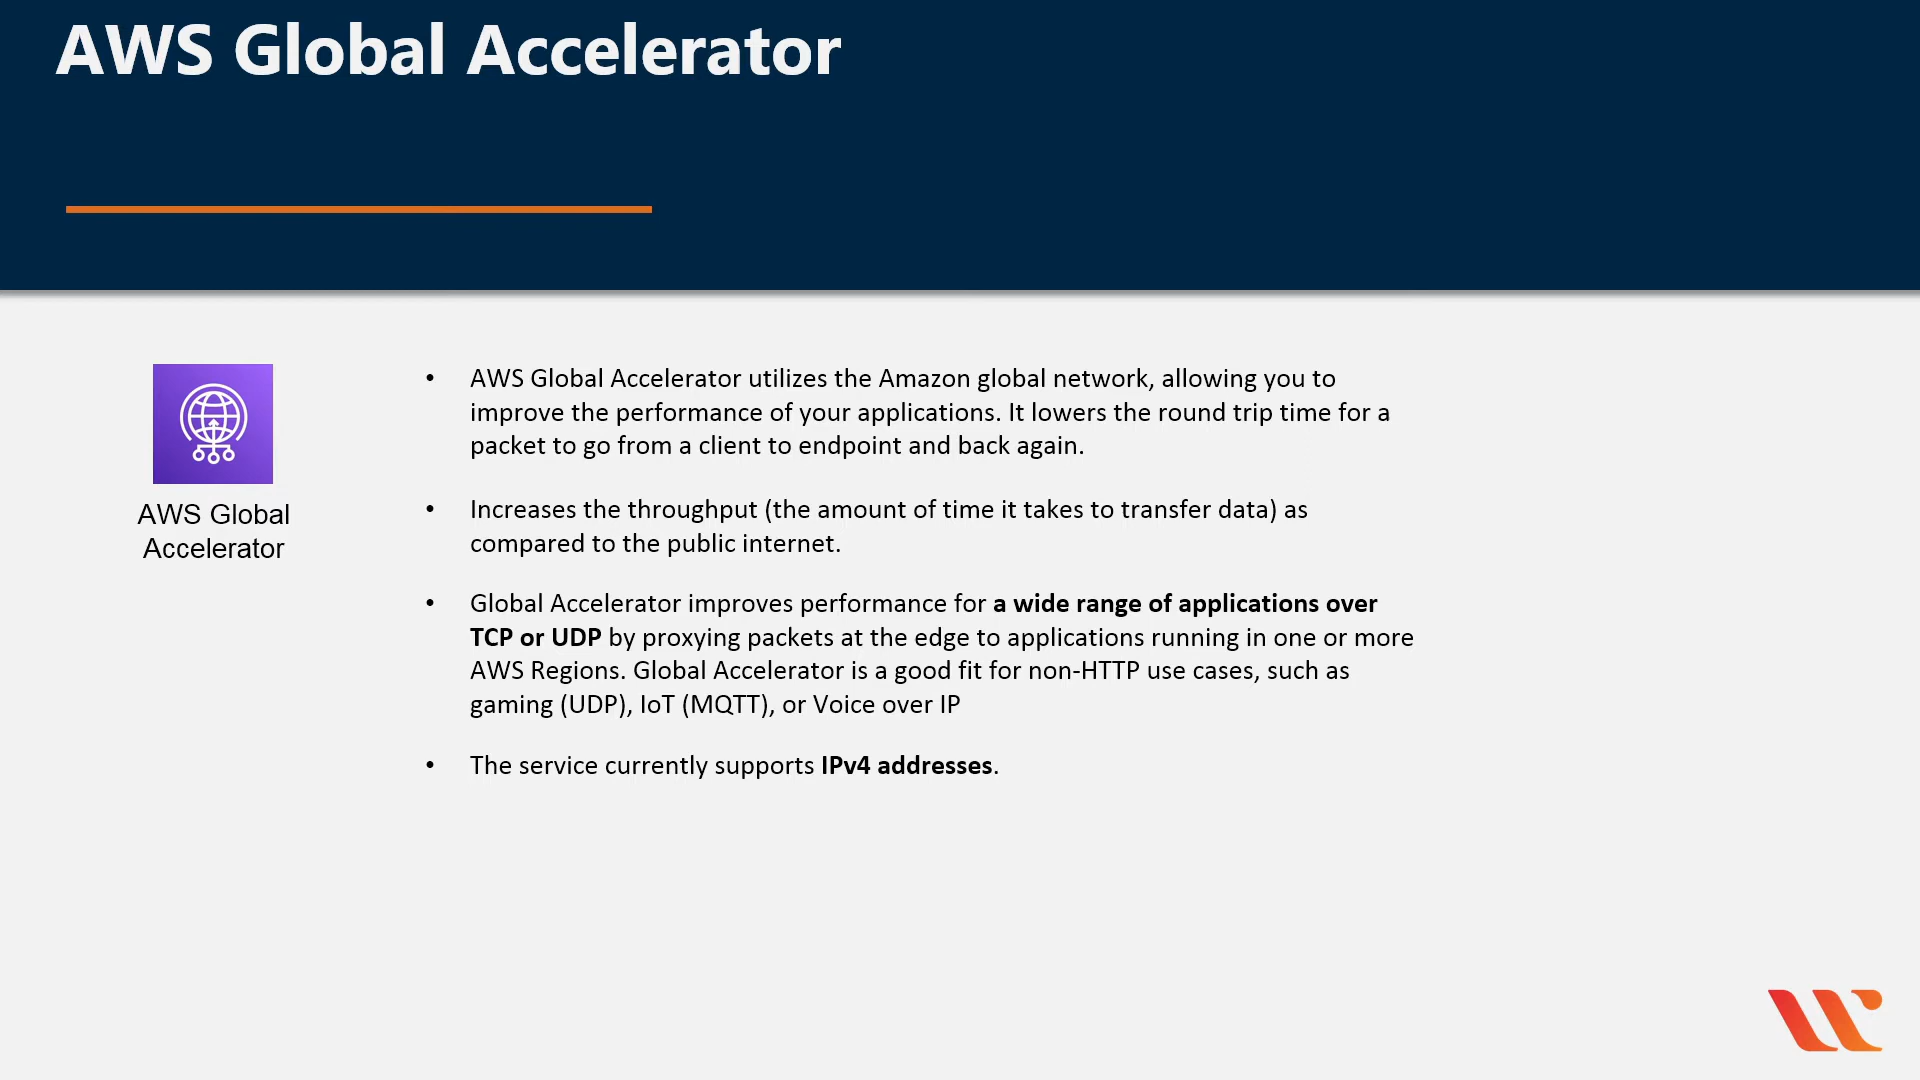 AWS Global Accelerator
AWS Global
Accelerator
• AWS Global Accelerator utilizes the Amazon global network, allowing you to
improve the performance of your applications. It lowers the round trip time for a
packet to go from a client to endpoint and back again.
• Increases the throughput (the amount of time it takes to transfer data) as
compared to the public internet.
• Global Accelerator improves performance for a wide range of applications over
TCP or UDP by proxying packets at the edge to applications running in one or more
AWS Regions. Global Accelerator is a good fit for non-HTTP use cases, such as
gaming (UDP), IoT (MQTT), or Voice over IP
• The service currently supports IPv4 addresses.